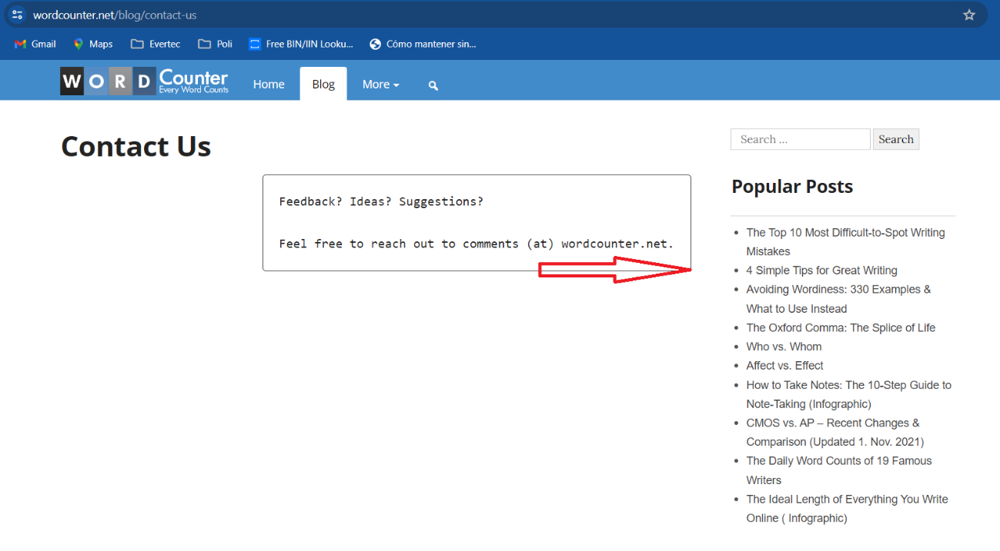 wordcounter.net/blog/contact-us
Gmail
Maps
Evertec
Poli
Free BIN/IIN Looku...
Cómo mantener sin...
WORD Counter
Every Word Counts
Home
Blog
More
Contact Us
Feedback? Ideas? Suggestions?
Feel free to reach out to comments (at) wordcounter.net.
Search ...
Search
Popular Posts
The Top 10 Most Difficult-to-Spot Writing
Mistakes
4 Simple Tips for Great Writing
Avoiding Wordiness: 330 Examples &
What to Use Instead
The Oxford Comma: The Splice of Life
Who vs. Whom
Affect vs. Effect
How to Take Notes: The 10-Step Guide to
Note-Taking (Infographic)
CMOS vs. AP – Recent Changes &
Comparison (Updated 1. Nov. 2021)
The Daily Word Counts of 19 Famous
Writers
The Ideal Length of Everything You Write
Online ( Infographic)